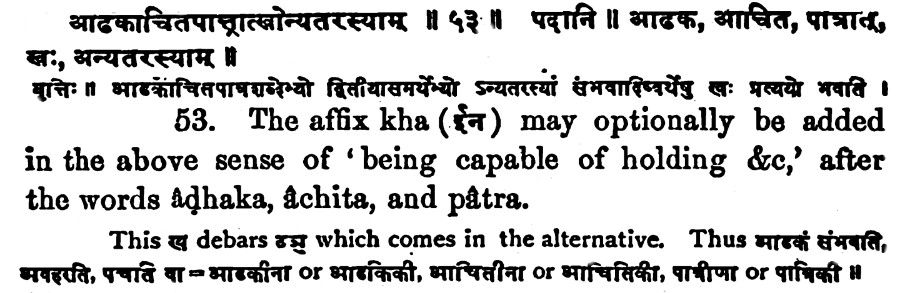 आढकाचितपात्रात्खोन्यतरस्याम् ॥ ५३ ॥ पदानि ॥ आढक, आचित, पात्रात्,
खः, अन्यतरस्याम् ॥
वृत्तिः ॥ आढकाचितपात्रशब्देभ्यो द्वितीयासमर्थेभ्यो ऽन्यतरस्यां संभवादिष्वर्थेषु खः प्रत्ययो भवति ।
53. The affix kha (ईन) may optionally be added
in the above sense of ‘being capable of holding &c,’ after
the words âḍhaka, âchita, and pâtra.
This ख debars ठञ् which comes in the alternative. Thus आढकं संभवति,
अवहरति, पचति वा = आढकीना or आढकिकी, आचितीना or आचितिकी, पात्रीणा or पात्रिकी ॥